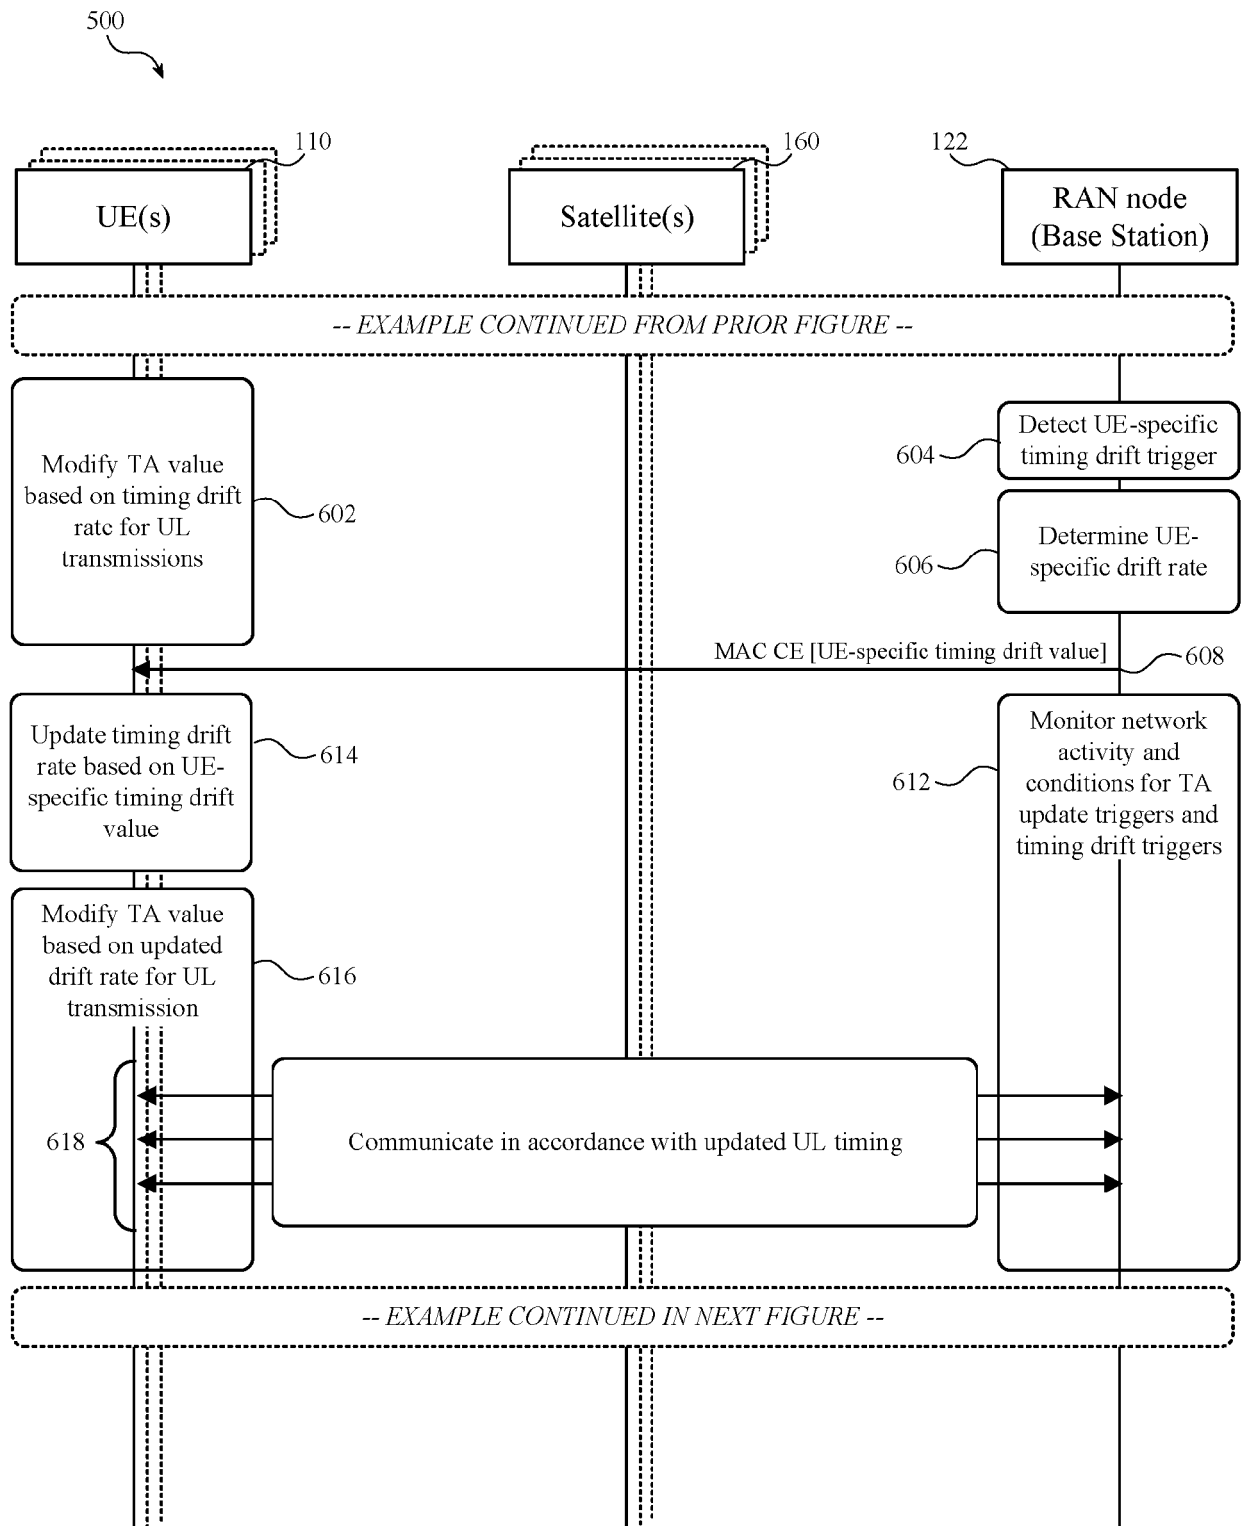 500
110
160
122
UE(s)
Satellite(s)
RAN node
(Base Station)
-- EXAMPLE CONTINUED FROM PRIOR FIGURE --
Modify TA value
based on timing drift
rate for UL
transmissions
602
604
Detect UE-specific
timing drift trigger
606
Determine UE-
specific drift rate
MAC CE [UE-specific timing drift value]
608
Update timing drift
rate based on UE-
specific timing drift
value
614
612
Monitor network
activity and
conditions for TA
update triggers and
timing drift triggers
Modify TA value
based on updated
drift rate for UL
transmission
616
618
Communicate in accordance with updated UL timing
-- EXAMPLE CONTINUED IN NEXT FIGURE --